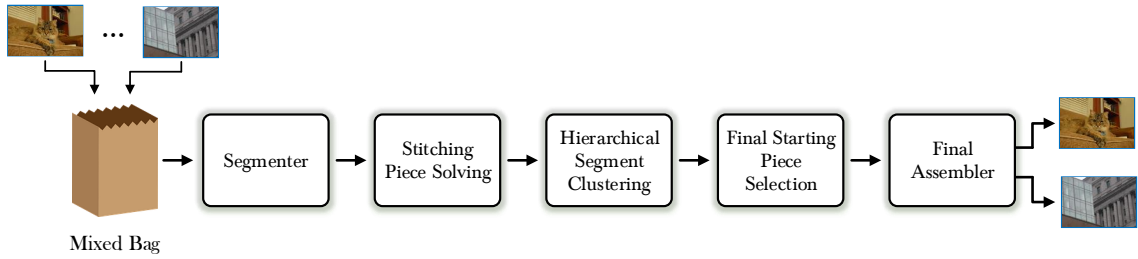 ...
Mixed Bag
Segmenter
Stitching
Piece Solving
Hierarchical
Segment
Clustering
Final Starting
Piece
Selection
Final
Assembler